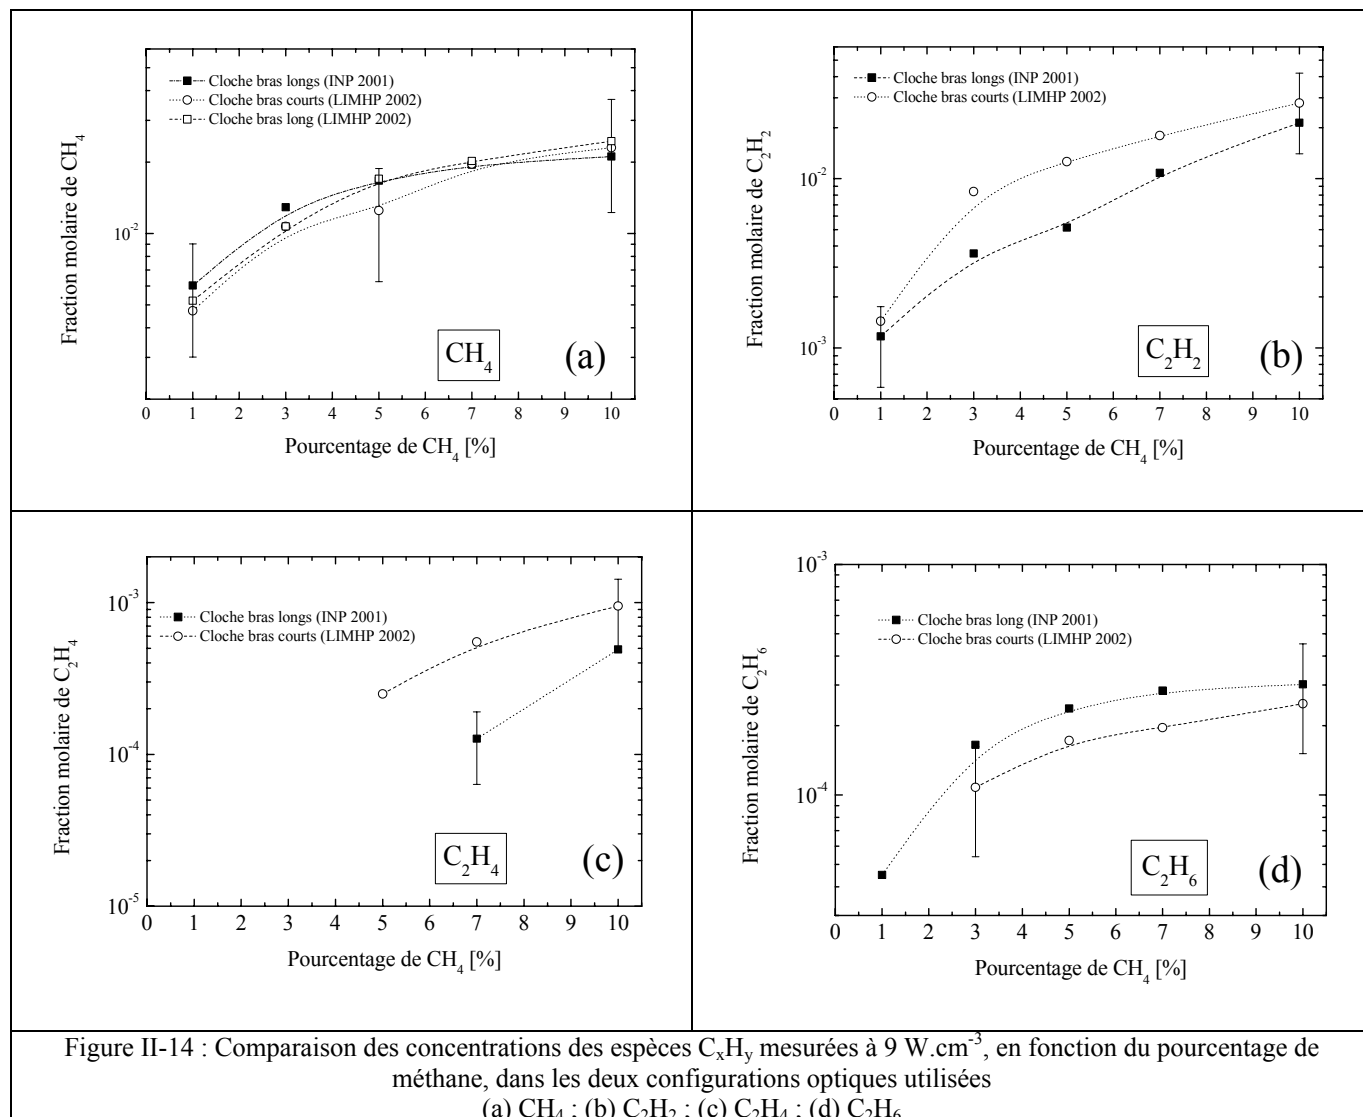 Cloche bras longs (INP 2001)
Cloche bras courts (LIMHP 2002)
Cloche bras long (LIMHP 2002)
Fraction molaire de CH4
10-2
CH4
(a)
0 1 2 3 4 5 6 7 8 9 10
Pourcentage de CH4 [%]
Cloche bras longs (INP 2001)
Cloche bras courts (LIMHP 2002)
Fraction molaire de C2H2
10-2
10-3
C2H2
(b)
0 1 2 3 4 5 6 7 8 9 10
Pourcentage de CH4 [%]
Cloche bras longs (INP 2001)
Cloche bras courts (LIMHP 2002)
Fraction molaire de C2H4
10-3
10-4
10-5
C2H4
(c)
0 1 2 3 4 5 6 7 8 9 10
Pourcentage de CH4 [%]
Cloche bras long (INP 2001)
Cloche bras courts (LIMHP 2002)
Fraction molaire de C2H6
10-3
10-4
C2H6
(d)
0 1 2 3 4 5 6 7 8 9 10
Pourcentage de CH4 [%]
Figure II-14 : Comparaison des concentrations des espèces CxHy mesurées à 9 W.cm-3, en fonction du pourcentage de
méthane, dans les deux configurations optiques utilisées
(a) CH4 ; (b) C2H2 ; (c) C2H4 ; (d) C2H6